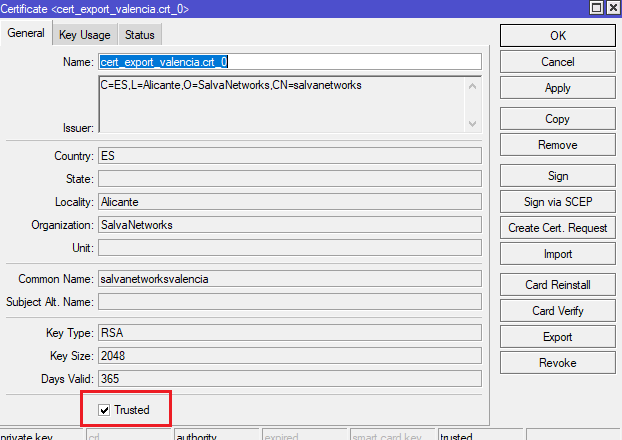 Certificate <cert_export_valencia.crt_0>
General Key Usage Status
Name: cert_export_valencia.crt_0
C=ES,L=Alicante,O=SalvaNetworks,CN=salvanetworks
Issuer:
Country: ES
State:
Locality: Alicante
Organization: SalvaNetworks
Unit:
Common Name: salvanetworksvalencia
Subject Alt. Name:
Key Type: RSA
Key Size: 2048
Days Valid: 365
Trusted
OK
Cancel
Apply
Copy
Remove
Sign
Sign via SCEP
Create Cert. Request
Import
Card Reinstall
Card Verify
Export
Revoke
private key crl authority expired smart card key trusted